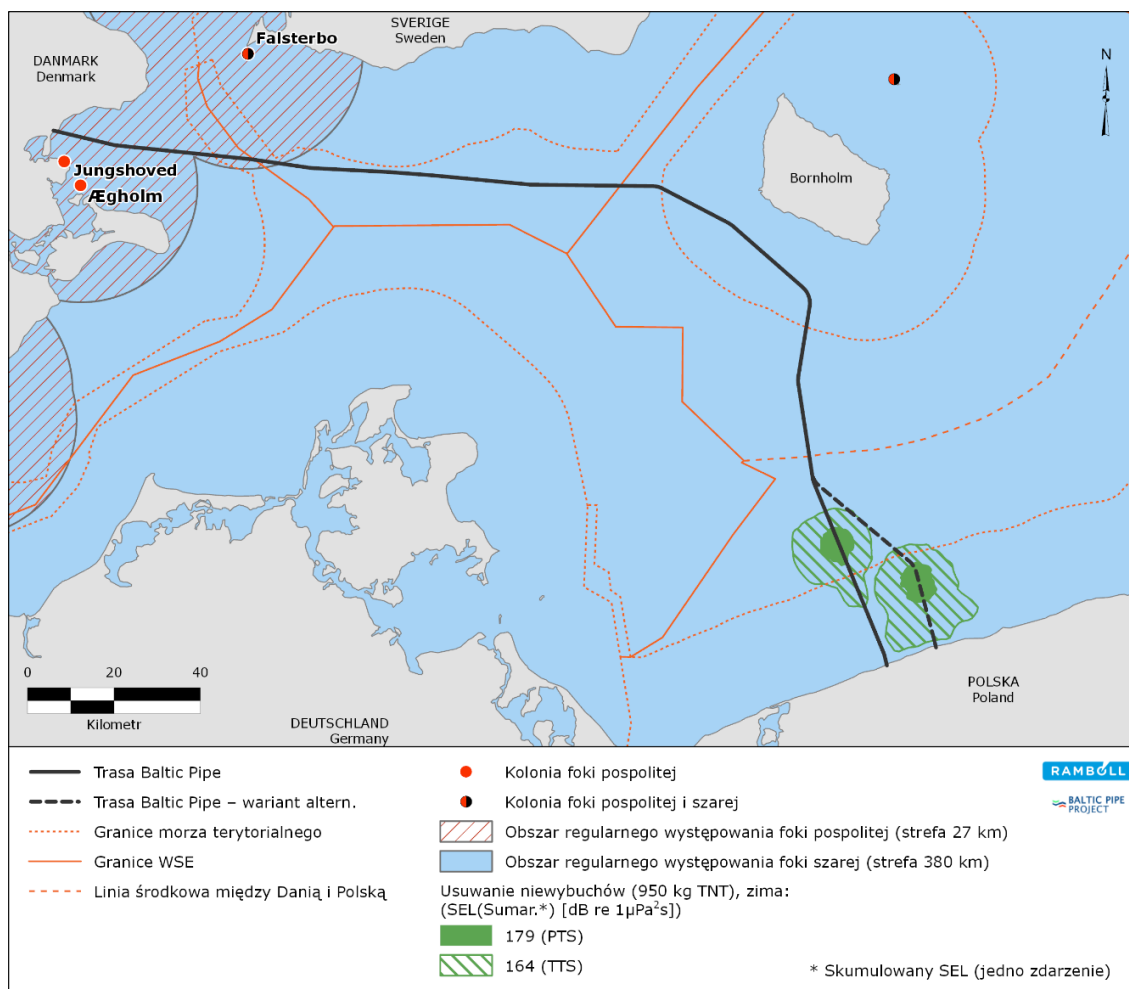 SVERIGE
Sweden
Falsterbo
DANMARK
Denmark
N
Jungshoved
Ægholm
Bornholm
0 20 40
Kilometr
DEUTSCHLAND
Germany
POLSKA
Poland
Trasa Baltic Pipe
Trasa Baltic Pipe – wariant altern.
Granice morza terytorialnego
Granice WSE
Linia środkowa między Danią i Polską
Kolonia foki pospolitej
Kolonia foki pospolitej i szarej
Obszar regularnego występowania foki pospolitej (strefa 27 km)
Obszar regularnego występowania foki szarej (strefa 380 km)
Usuwanie niewybuchów (950 kg TNT), zima:
(SEL(Sumar.*) [dB re 1µPa²s])
179 (PTS)
164 (TTS)
RAMBOLL
BALTIC PIPE
PROJECT
* Skumulowany SEL (jedno zdarzenie)